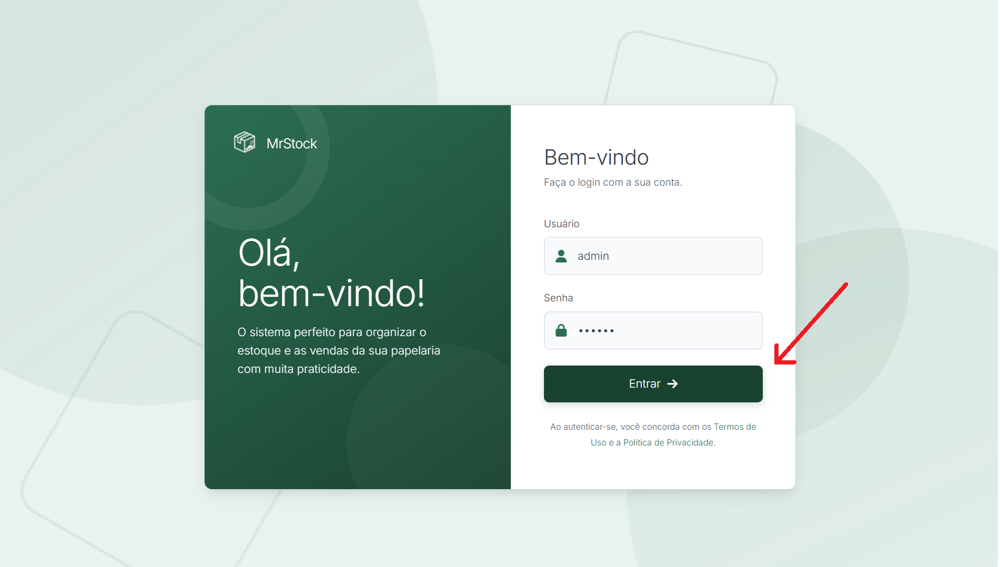 MrStock
Olá,
bem-vindo!
O sistema perfeito para organizar o
estoque e as vendas da sua papelaria
com muita praticidade.
Bem-vindo
Faça o login com a sua conta.
Usuário
admin
Senha
••••••
Entrar →
Ao autenticar-se, você concorda com os Termos de
Uso e a Política de Privacidade.